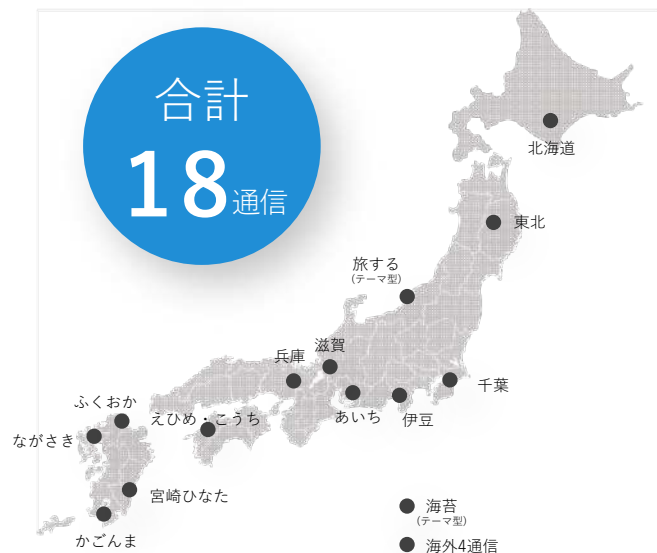 合計
18通信
北海道
東北
旅する
(テーマ型)
滋賀
兵庫
千葉
ふくおか
えひめ・こうち
あいち
伊豆
ながさき
宮崎ひなた
海苔
(テーマ型)
かごんま
海外4通信